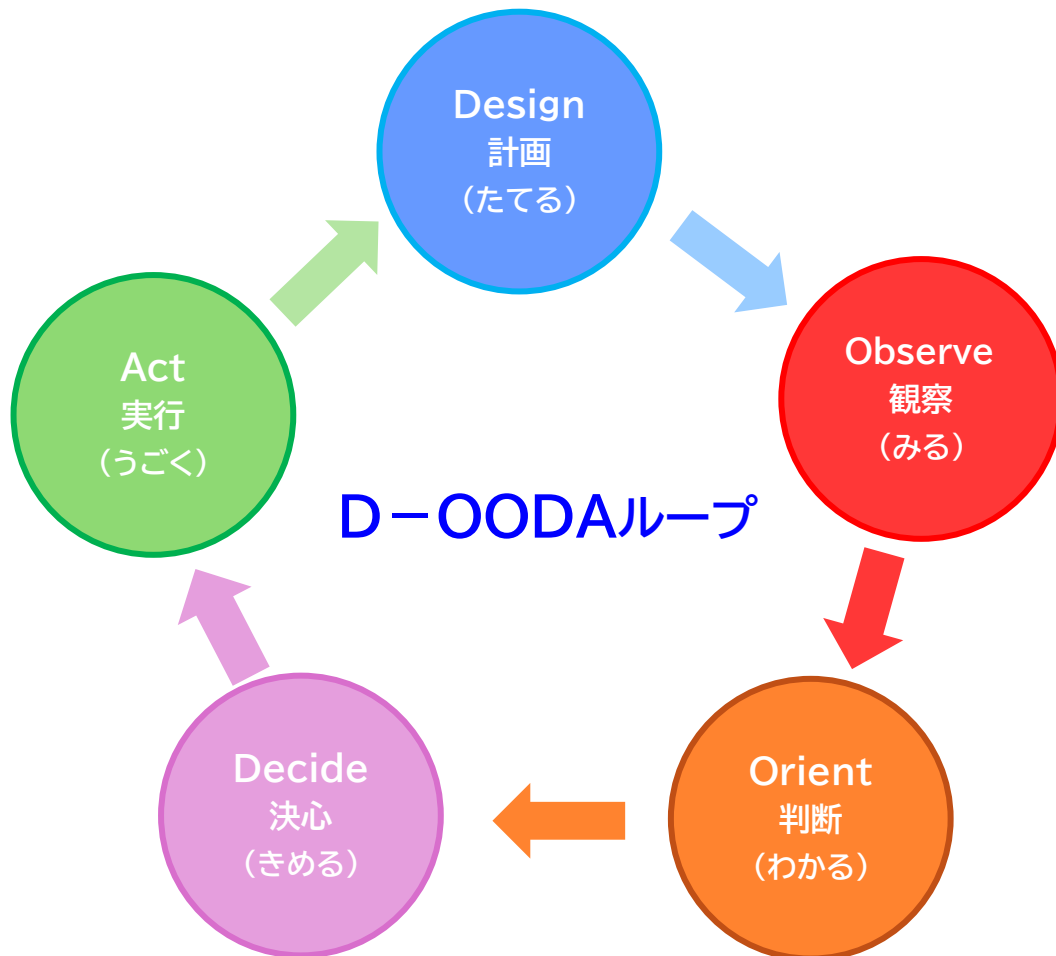 Design
計画
（たてる）
Observe
観察
（みる）
Act
実行
（うごく）
D－OODAループ
Orient
判断
（わかる）
Decide
決心
（きめる）